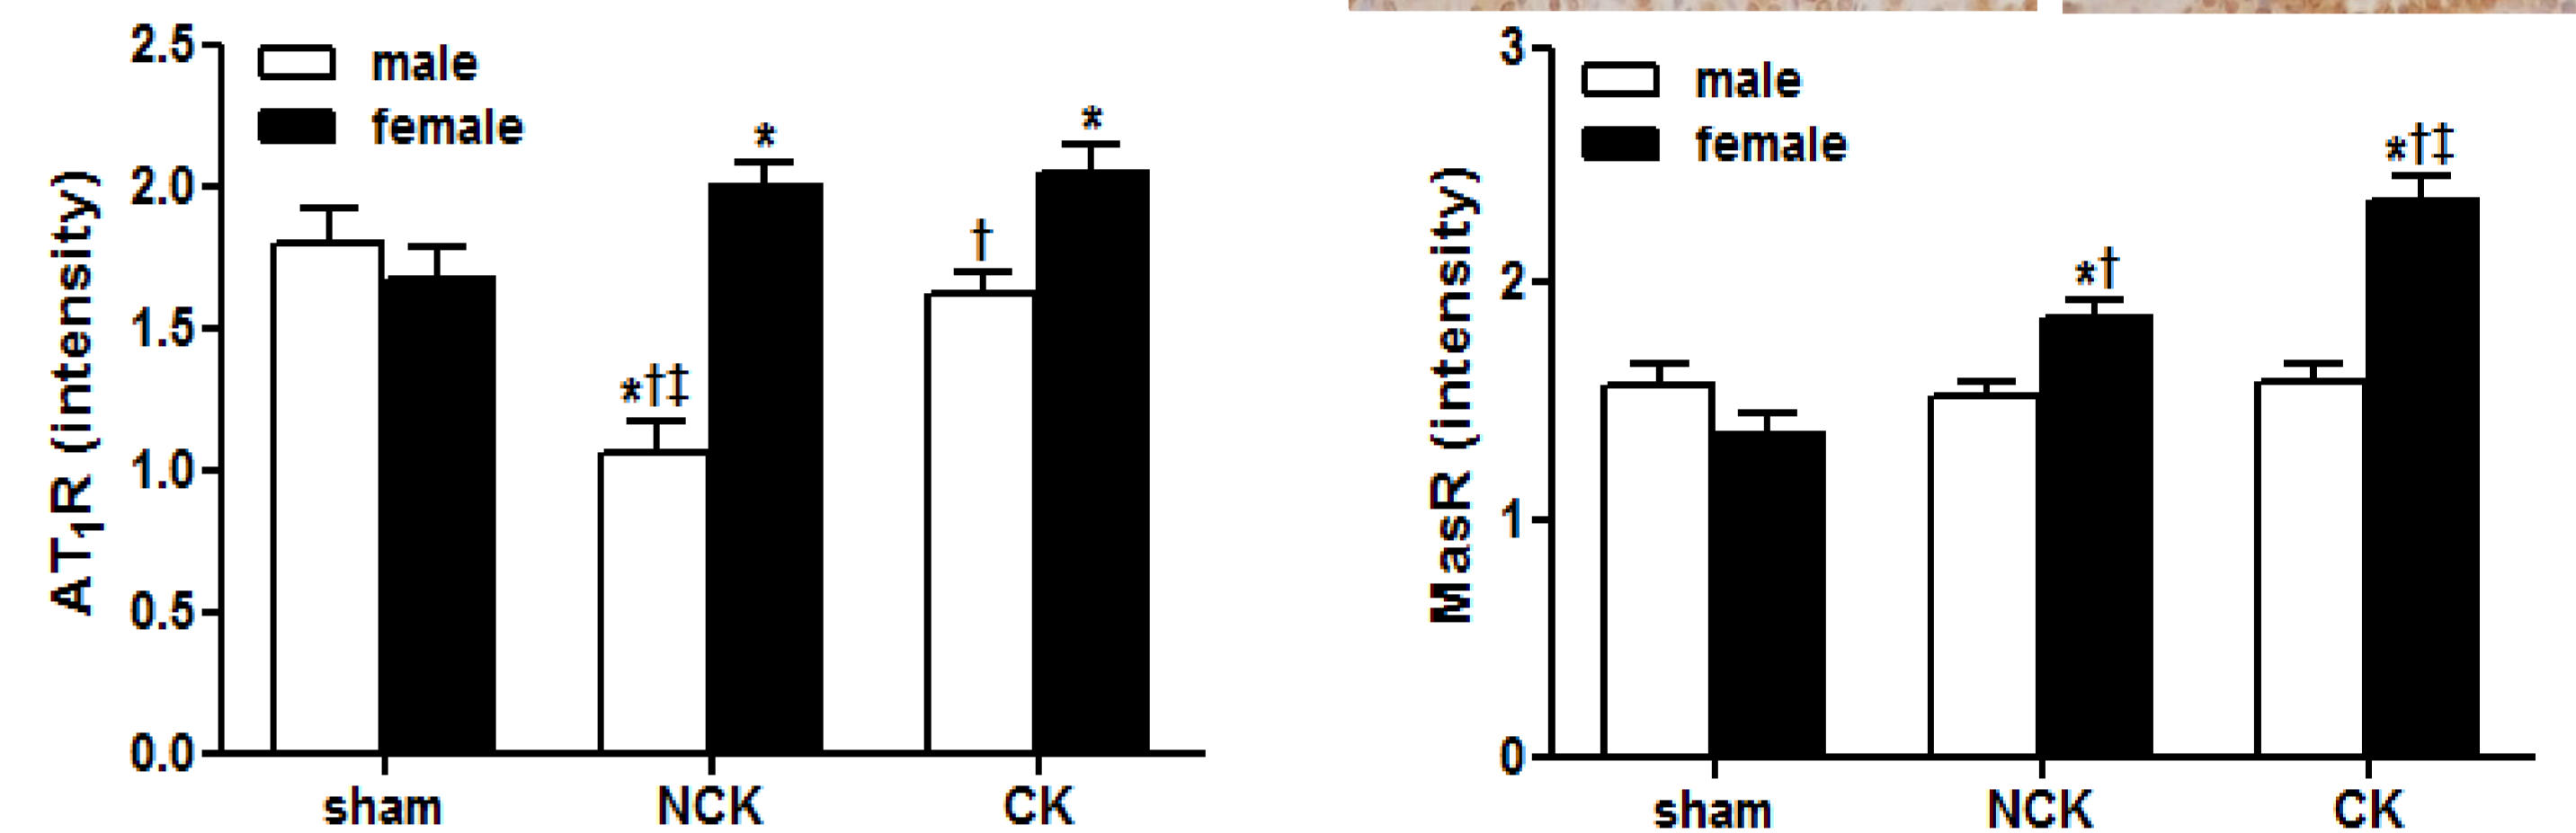 2.5
2.0
1.5
1.0
0.5
0.0
AT₁R (intensity)
male
female
*
*
†
*†‡
sham NCK CK
3
2
1
0
MasR (intensity)
male
female
*†‡
*†
sham NCK CK